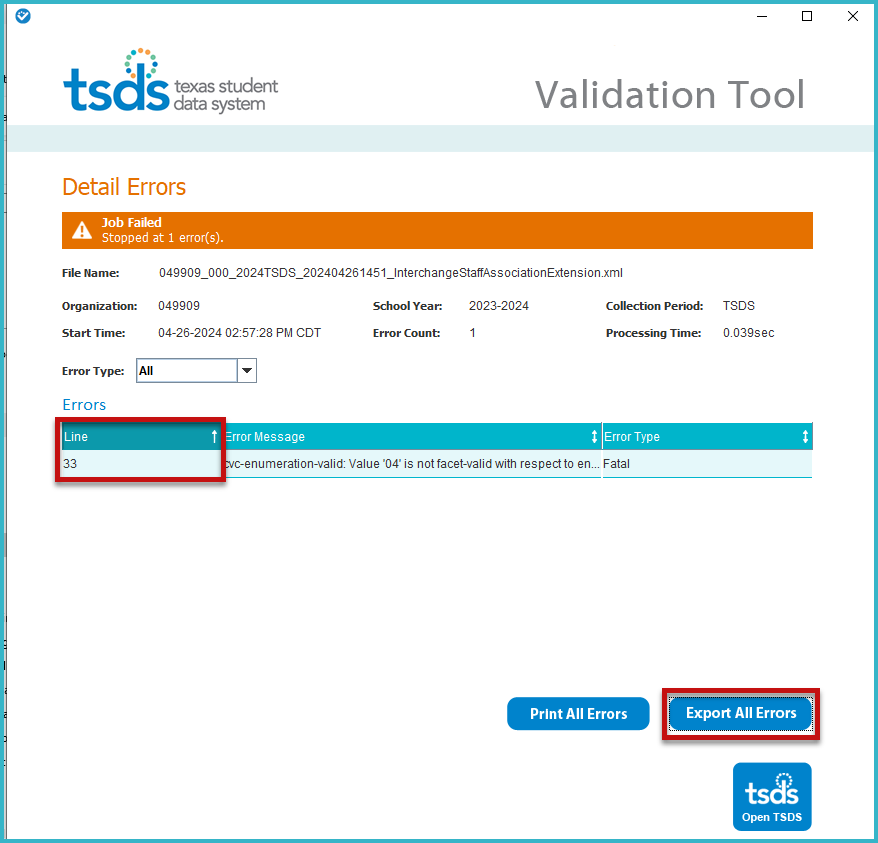 tsds texas student
data system
Validation Tool
Detail Errors
Job Failed
Stopped at 1 error(s).
File Name: 049909_000_2024TSDS_202404261451_InterchangeStaffAssociationExtension.xml
Organization: 049909 School Year: 2023-2024 Collection Period: TSDS
Start Time: 04-26-2024 02:57:28 PM CDT Error Count: 1 Processing Time: 0.039sec
Error Type: All
Errors
Line Error Message Error Type
33 cvc-enumeration-valid: Value '04' is not facet-valid with respect to en... Fatal
Print All Errors Export All Errors
tsds
Open TSDS